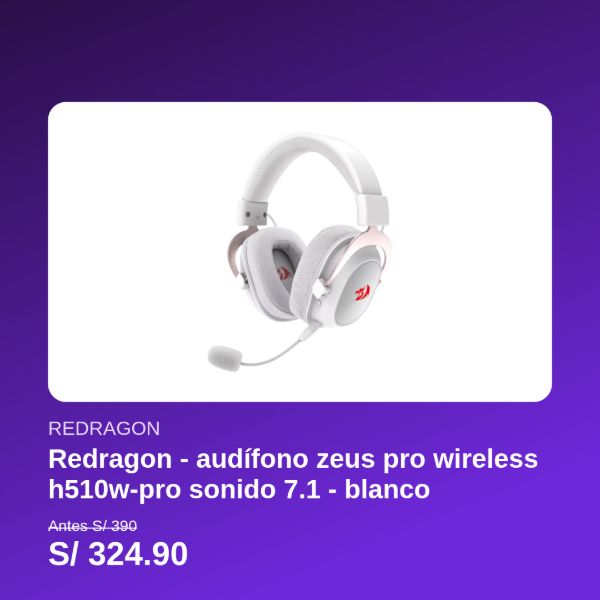 REDRAGON
Redragon - audífono zeus pro wireless
h510w-pro sonido 7.1 - blanco
Antes S/ 390
S/ 324.90